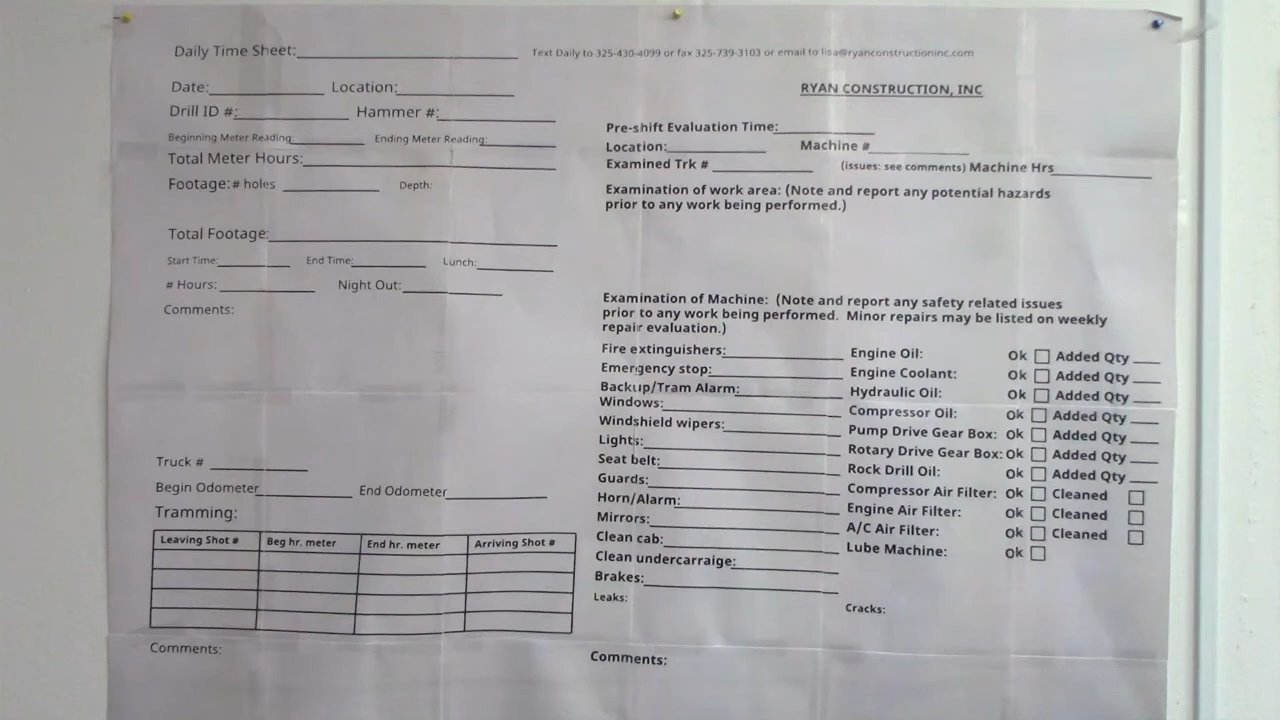 Daily Time Sheet:
Text Daily to 325-430-4099 or fax 325-739-3103 or email to lisa@ryanconstructioninc.com
Date: Location:
Drill ID #: Hammer #:
Beginning Meter Reading: Ending Meter Reading:
Total Meter Hours:
Footage: # holes Depth:
Total Footage:
Start Time: End Time: Lunch:
# Hours: Night Out:
Comments:
Truck #
Begin Odometer End Odometer
Tramming:
Leaving Shot # Beg hr. meter End hr. meter Arriving Shot #
Comments:
RYAN CONSTRUCTION, INC
Pre-shift Evaluation Time:
Location: Machine #
Examined Trk # (issues: see comments) Machine Hrs
Examination of work area: (Note and report any potential hazards
prior to any work being performed.)
Examination of Machine: (Note and report any safety related issues
prior to any work being performed. Minor repairs may be listed on weekly
repair evaluation.)
Fire extinguishers:
Emergency stop:
Backup/Tram Alarm:
Windows:
Windshield wipers:
Lights:
Seat belt:
Guards:
Horn/Alarm:
Mirrors:
Clean cab:
Clean undercarraige:
Brakes:
Leaks:
Engine Oil: Ok Added Qty
Engine Coolant: Ok Added Qty
Hydraulic Oil: Ok Added Qty
Compressor Oil: Ok Added Qty
Pump Drive Gear Box: Ok Added Qty
Rotary Drive Gear Box: Ok Added Qty
Rock Drill Oil: Ok Added Qty
Compressor Air Filter: Ok Cleaned
Engine Air Filter: Ok Cleaned
A/C Air Filter: Ok Cleaned
Lube Machine: Ok
Cracks:
Comments: